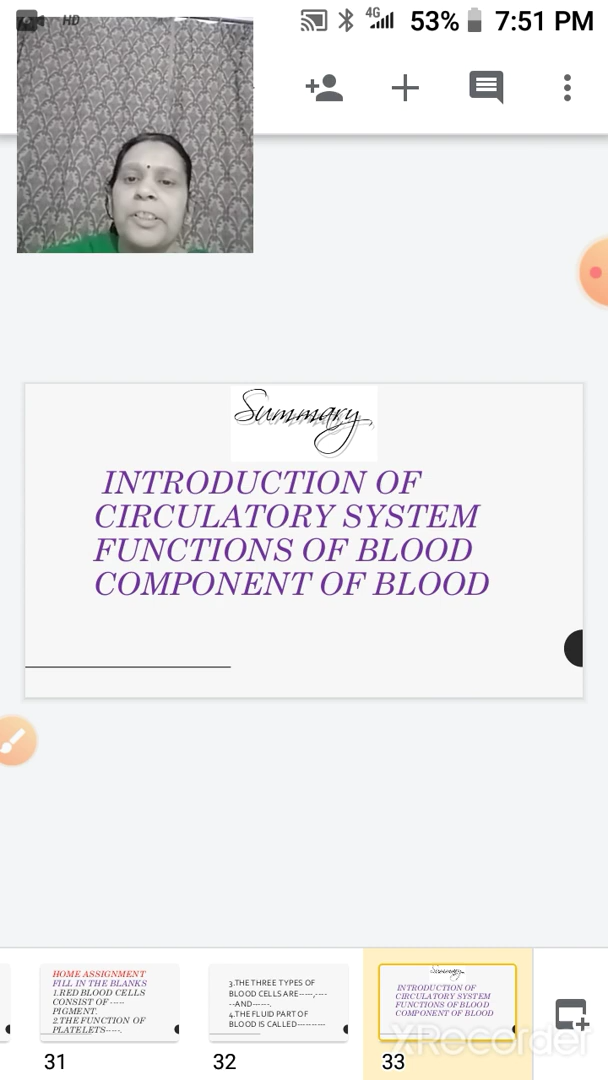 HD
4G 53% 7:51 PM
Summary
INTRODUCTION OF
CIRCULATORY SYSTEM
FUNCTIONS OF BLOOD
COMPONENT OF BLOOD
HOME ASSIGNMENT
FILL IN THE BLANKS
1.RED BLOOD CELLS
CONSIST OF ----
PIGMENT.
2.THE FUNCTION OF
PLATELETS-----.
31
3.THE THREE TYPES OF
BLOOD CELLS ARE-----,----
--AND------.
4.THE FLUID PART OF
BLOOD IS CALLED----------
32
Summary
INTRODUCTION OF
CIRCULATORY SYSTEM
FUNCTIONS OF BLOOD
COMPONENT OF BLOOD
33
XRecorder